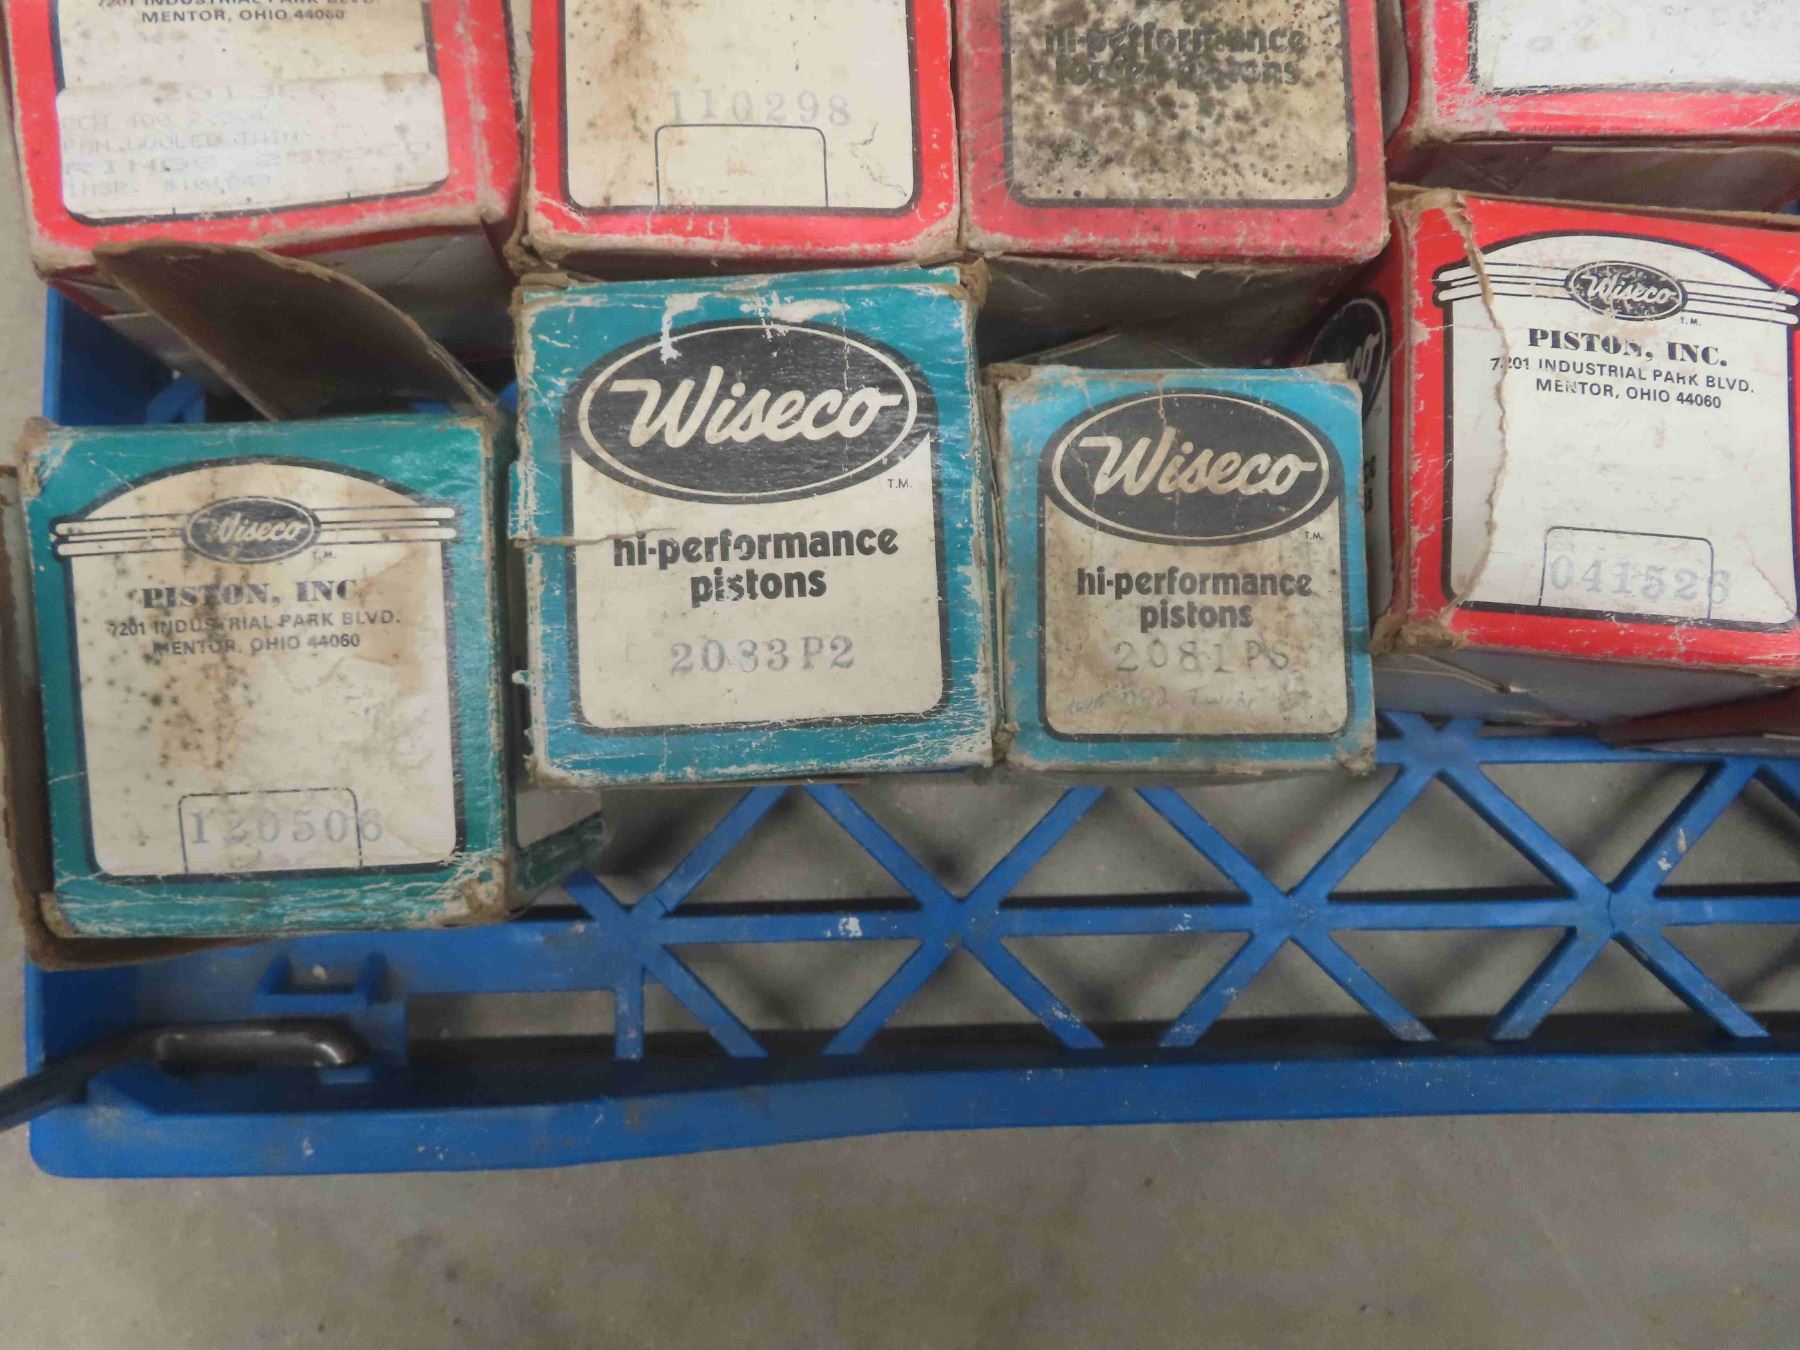 7201 INDUSTRIAL PARK BLVD.
MENTOR, OHIO 44060
COOLED TWIN
110298
hi-performance
forged pistons
Wiseco
T.M.
PISTON, INC.
7201 INDUSTRIAL PARK BLVD.
MENTOR, OHIO 44060
120506
Wiseco
T.M.
hi-performance
pistons
2083P2
Wiseco
T.M.
hi-performance
pistons
2081PS
Wiseco
T.M.
PISTON, INC.
7201 INDUSTRIAL PARK BLVD.
MENTOR, OHIO 44060
041526